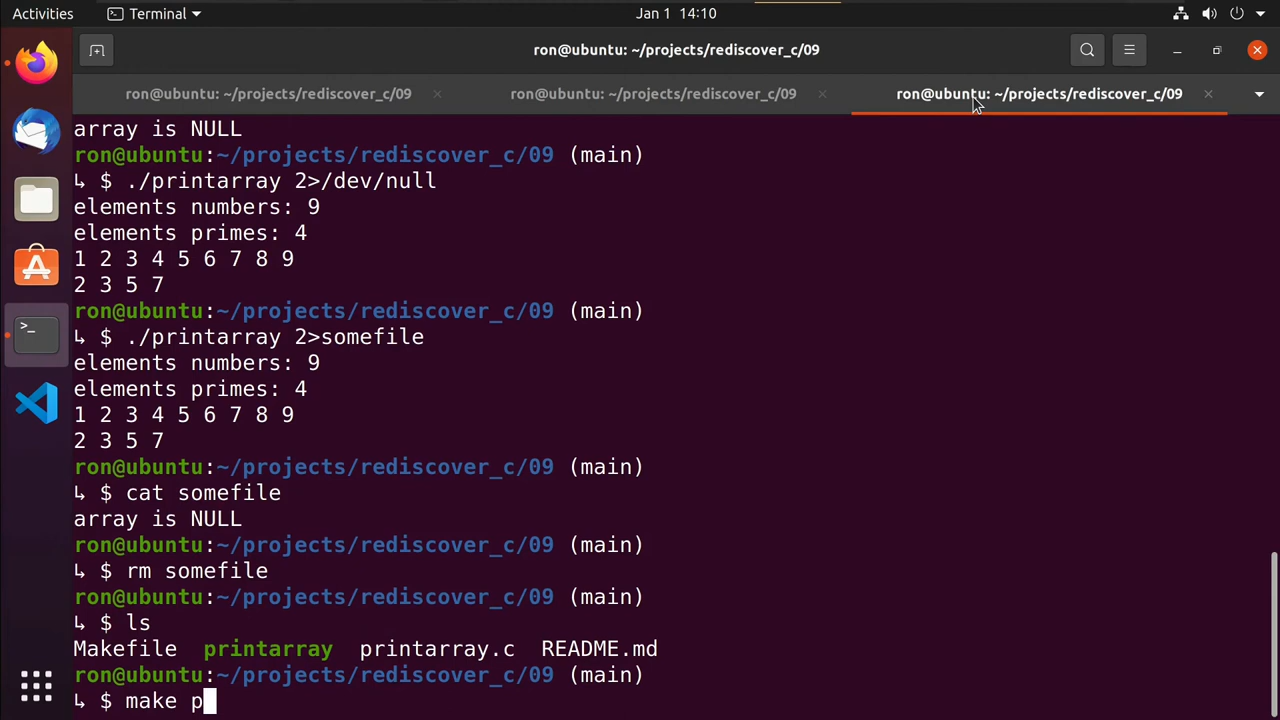 Activities Terminal Jan 1 14:10
ron@ubuntu: ~/projects/rediscover_c/09
ron@ubuntu: ~/projects/rediscover_c/09 ron@ubuntu: ~/projects/rediscover_c/09 ron@ubuntu: ~/projects/rediscover_c/09
array is NULL
ron@ubuntu:~/projects/rediscover_c/09 (main)
↳ $ ./printarray 2>/dev/null
elements numbers: 9
elements primes: 4
1 2 3 4 5 6 7 8 9
2 3 5 7
ron@ubuntu:~/projects/rediscover_c/09 (main)
↳ $ ./printarray 2>somefile
elements numbers: 9
elements primes: 4
1 2 3 4 5 6 7 8 9
2 3 5 7
ron@ubuntu:~/projects/rediscover_c/09 (main)
↳ $ cat somefile
array is NULL
ron@ubuntu:~/projects/rediscover_c/09 (main)
↳ $ rm somefile
ron@ubuntu:~/projects/rediscover_c/09 (main)
↳ $ ls
Makefile printarray printarray.c README.md
ron@ubuntu:~/projects/rediscover_c/09 (main)
↳ $ make p